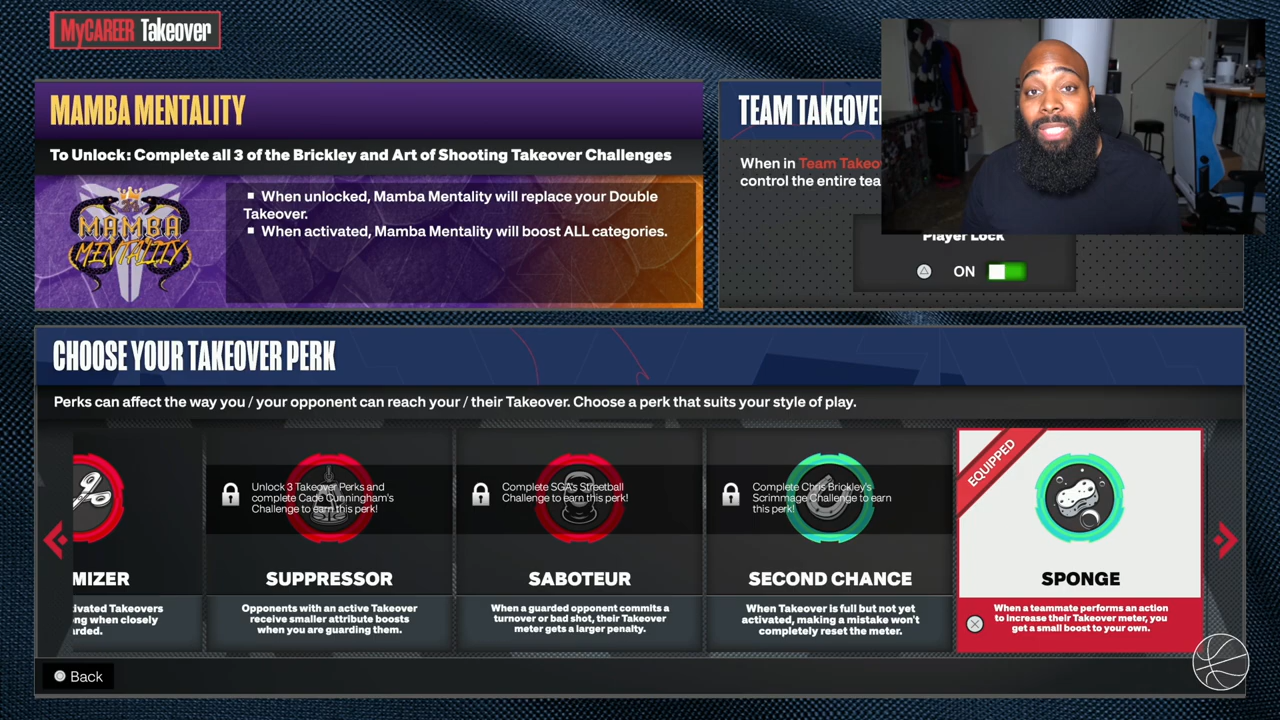 MyCAREER Takeover
MAMBA MENTALITY
To Unlock: Complete all 3 of the Brickley and Art of Shooting Takeover Challenges
MAMBA
MENTALITY
■ When unlocked, Mamba Mentality will replace your Double
Takeover.
■ When activated, Mamba Mentality will boost ALL categories.
TEAM TAKEOVE
When in Team Takeo
control the entire tea
Player Lock
ON
CHOOSE YOUR TAKEOVER PERK
Perks can affect the way you / your opponent can reach your / their Takeover. Choose a perk that suits your style of play.
MIZER
ivated Takeovers
ng when closely
rded.
Unlock 3 Takeover Perks and
complete Cade Cunningham's
Challenge to earn this perk!
SUPPRESSOR
Opponents with an active Takeover
receive smaller attribute boosts
when you are guarding them.
Complete SGA's Streetball
Challenge to earn this perk!
SABOTEUR
When a guarded opponent commits a
turnover or bad shot, their Takeover
meter gets a larger penalty.
Complete Chris Brickley's
Scrimmage Challenge to earn
this perk!
SECOND CHANCE
When Takeover is full but not yet
activated, making a mistake won't
completely reset the meter.
EQUIPPED
SPONGE
When a teammate performs an action
to increase their Takeover meter, you
get a small boost to your own.
Back